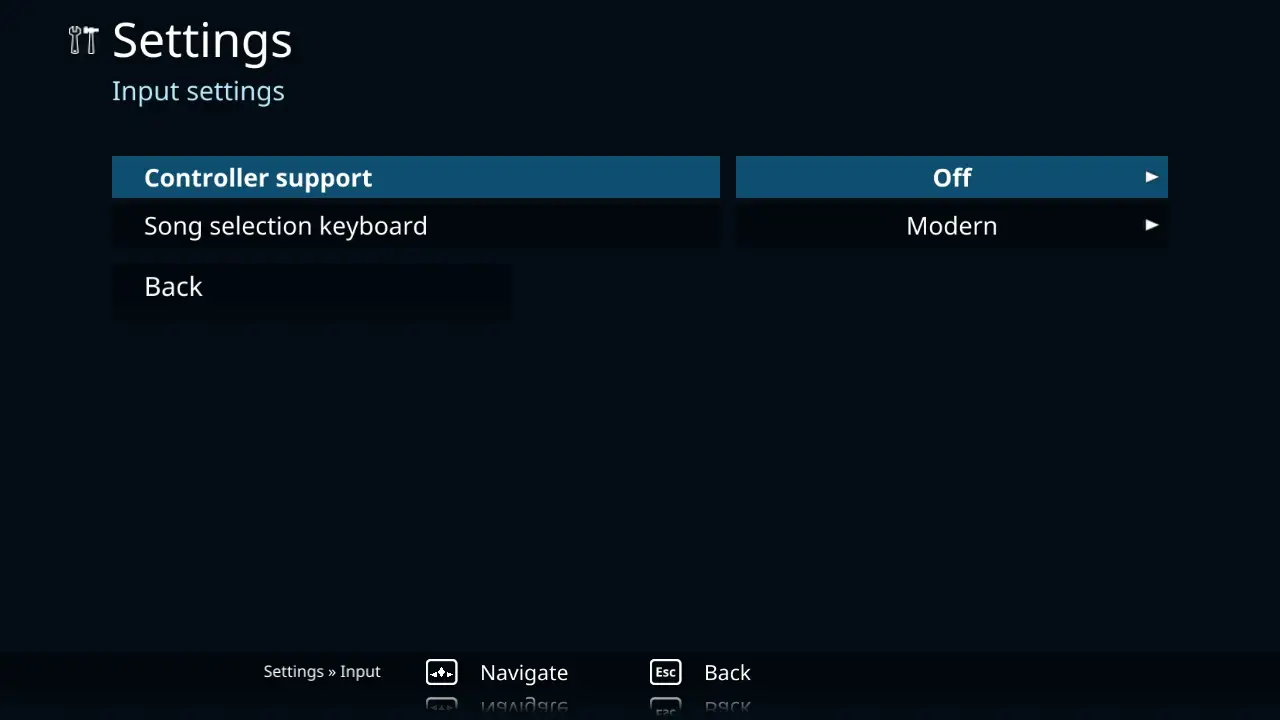 Settings
Input settings
Controller support Off
Song selection keyboard Modern
Back
Settings » Input Navigate Esc Back